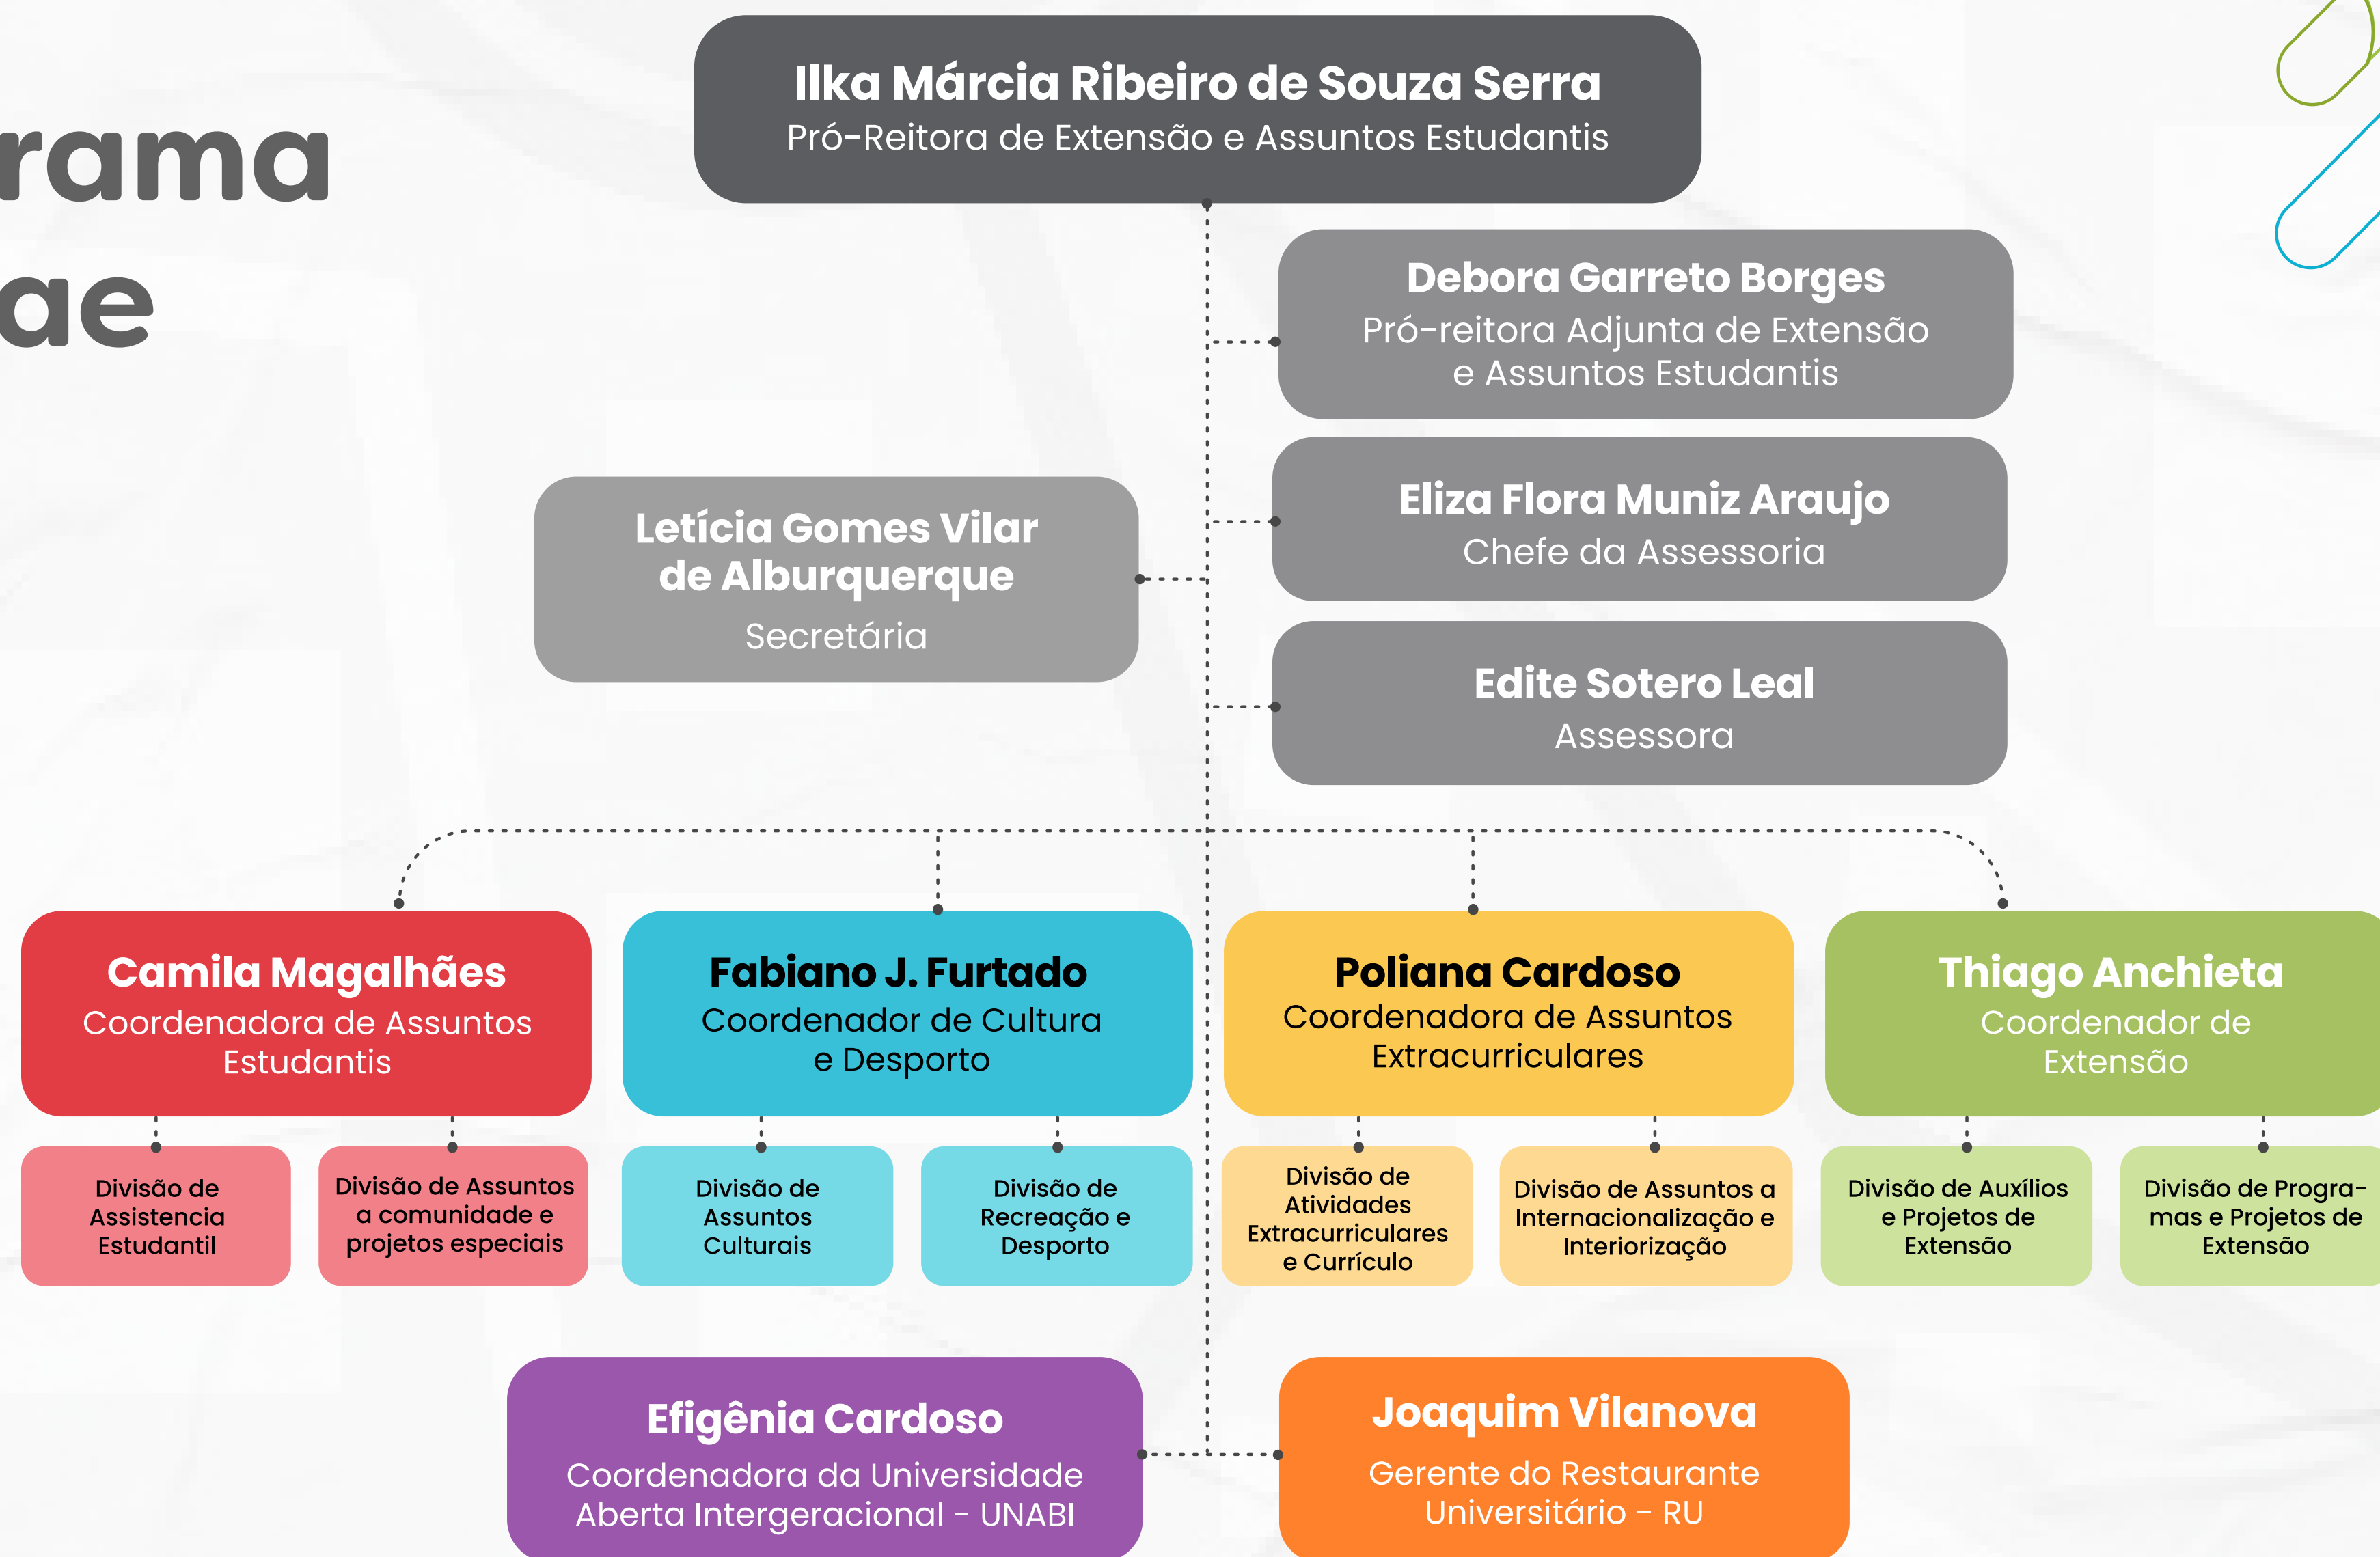 rama
ae
Ilka Márcia Ribeiro de Souza Serra
Pró-Reitora de Extensão e Assuntos Estudantis
Debora Garreto Borges
Pró-reitora Adjunta de Extensão
e Assuntos Estudantis
Eliza Flora Muniz Araujo
Chefe da Assessoria
Letícia Gomes Vilar
de Alburquerque
Secretária
Edite Sotero Leal
Assessora
Camila Magalhães
Coordenadora de Assuntos
Estudantis
Fabiano J. Furtado
Coordenador de Cultura
e Desporto
Poliana Cardoso
Coordenadora de Assuntos
Extracurriculares
Thiago Anchieta
Coordenador de
Extensão
Divisão de
Assistencia
Estudantil
Divisão de Assuntos
a comunidade e
projetos especiais
Divisão de
Assuntos
Culturais
Divisão de
Recreação e
Desporto
Divisão de
Atividades
Extracurriculares
e Currículo
Divisão de Assuntos a
Internacionalização e
Interiorização
Divisão de Auxílios
e Projetos de
Extensão
Divisão de Progra-
mas e Projetos de
Extensão
Efigênia Cardoso
Coordenadora da Universidade
Aberta Intergeracional - UNABI
Joaquim Vilanova
Gerente do Restaurante
Universitário - RU